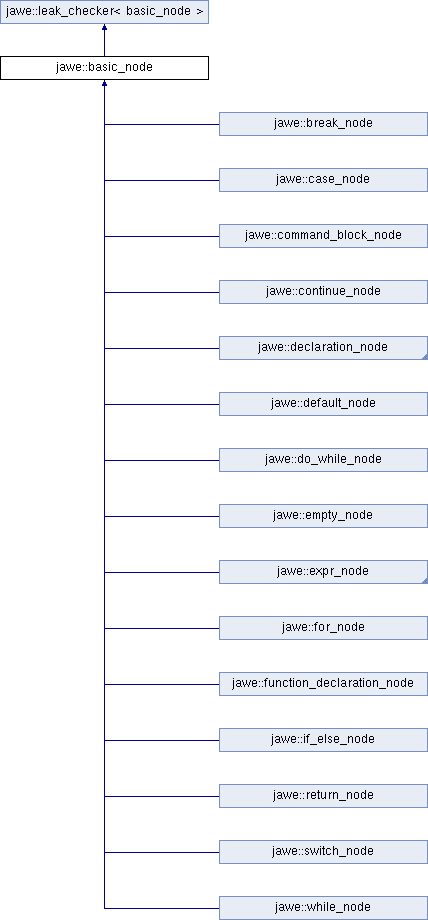 jawe::leak_checker< basic_node >
jawe::basic_node
jawe::break_node
jawe::case_node
jawe::command_block_node
jawe::continue_node
jawe::declaration_node
jawe::default_node
jawe::do_while_node
jawe::empty_node
jawe::expr_node
jawe::for_node
jawe::function_declaration_node
jawe::if_else_node
jawe::return_node
jawe::switch_node
jawe::while_node